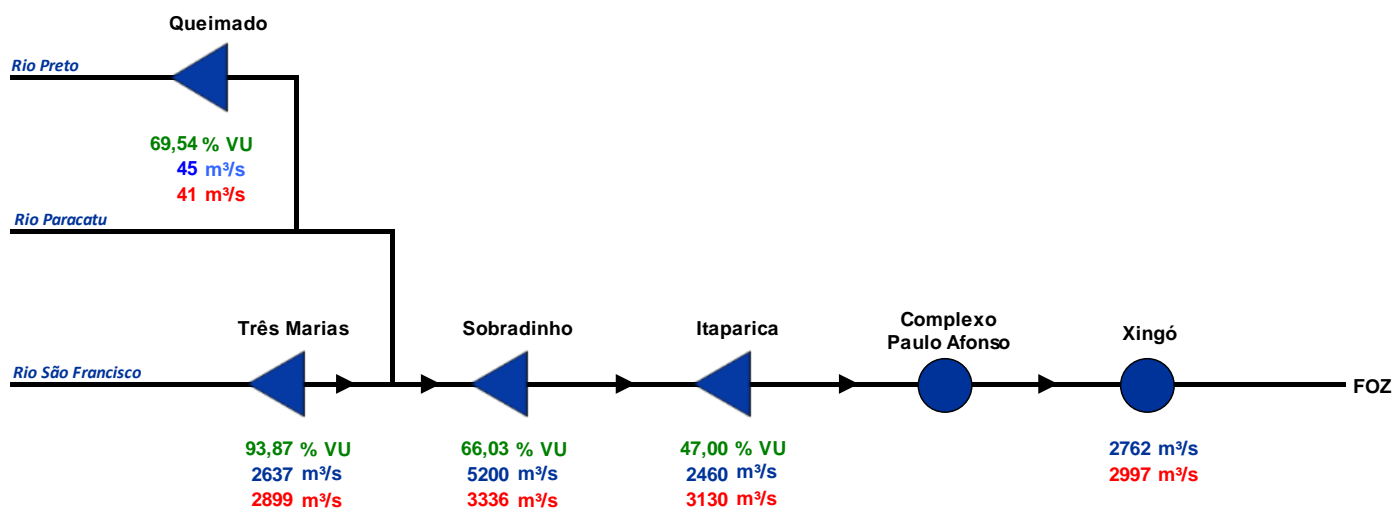 Queimado
Rio Preto
69,54 % VU
45 m³/s
41 m³/s
Rio Paracatu
Três Marias
Sobradinho
Itaparica
Complexo
Paulo Afonso
Xingó
Rio São Francisco
FOZ
93,87 % VU
2637 m³/s
2899 m³/s
66,03 % VU
5200 m³/s
3336 m³/s
47,00 % VU
2460 m³/s
3130 m³/s
2762 m³/s
2997 m³/s